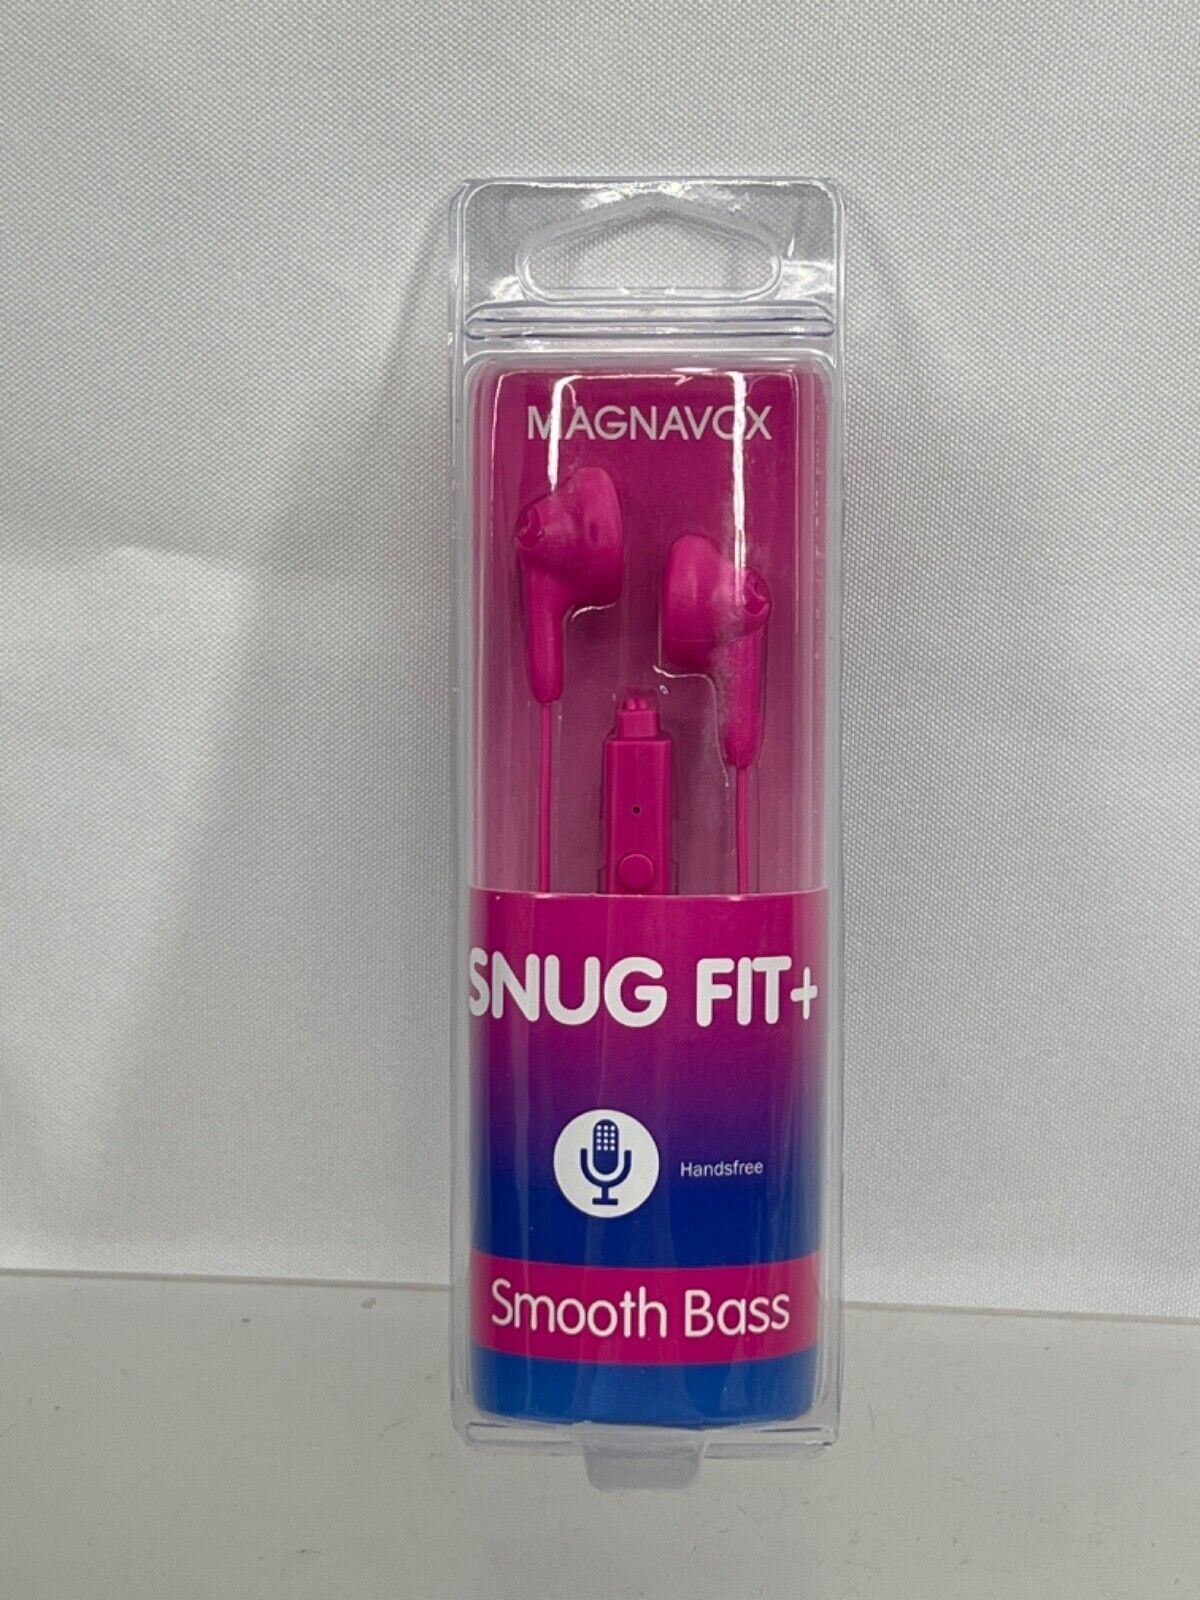 MAGNAVOX
SNUG FIT+
Handsfree
Smooth Bass